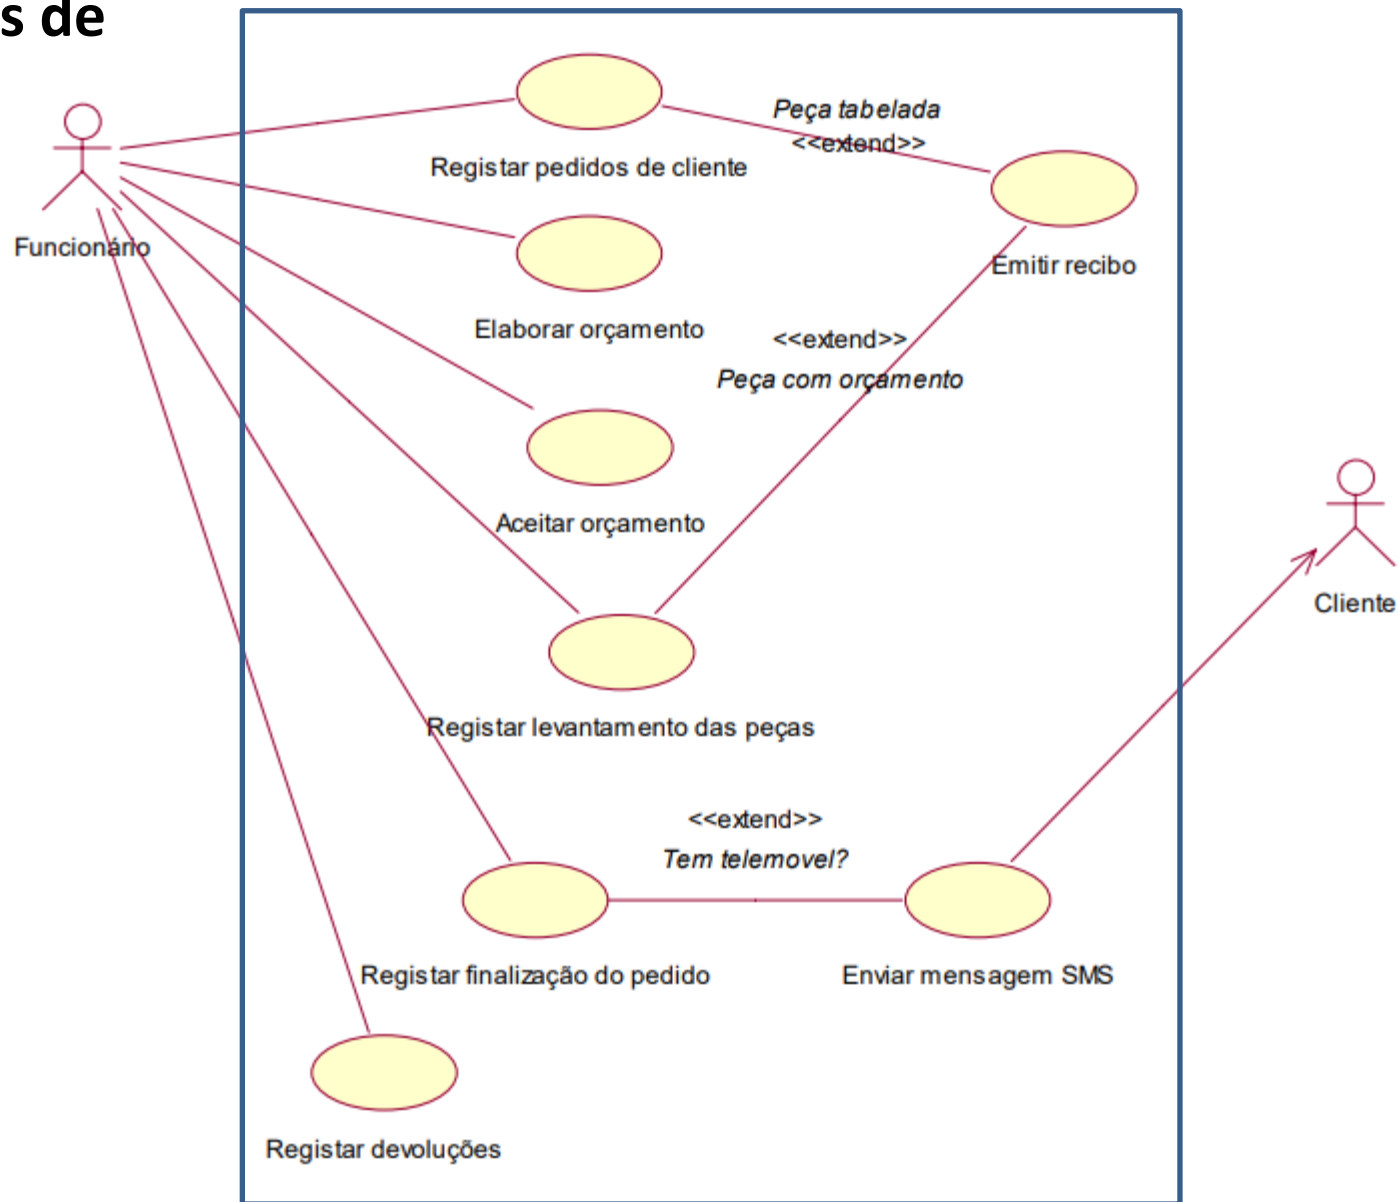 s de
Peça tabelada
<<extend>>
Registar pedidos de cliente
Funcionário
Emitir recibo
Elaborar orçamento
<<extend>>
Peça com orçamento
Aceitar orçamento
Cliente
Registar levantamento das peças
<<extend>>
Tem telemovel?
Registar finalização do pedido
Enviar mensagem SMS
Registar devoluções